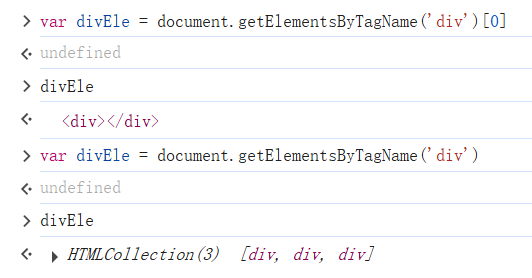 > var divEle = document.getElementsByTagName('div')[0]
undefined
> divEle
<div></div>
> var divEle = document.getElementsByTagName('div')
undefined
> divEle
▶ HTMLCollection(3) [div, div, div]